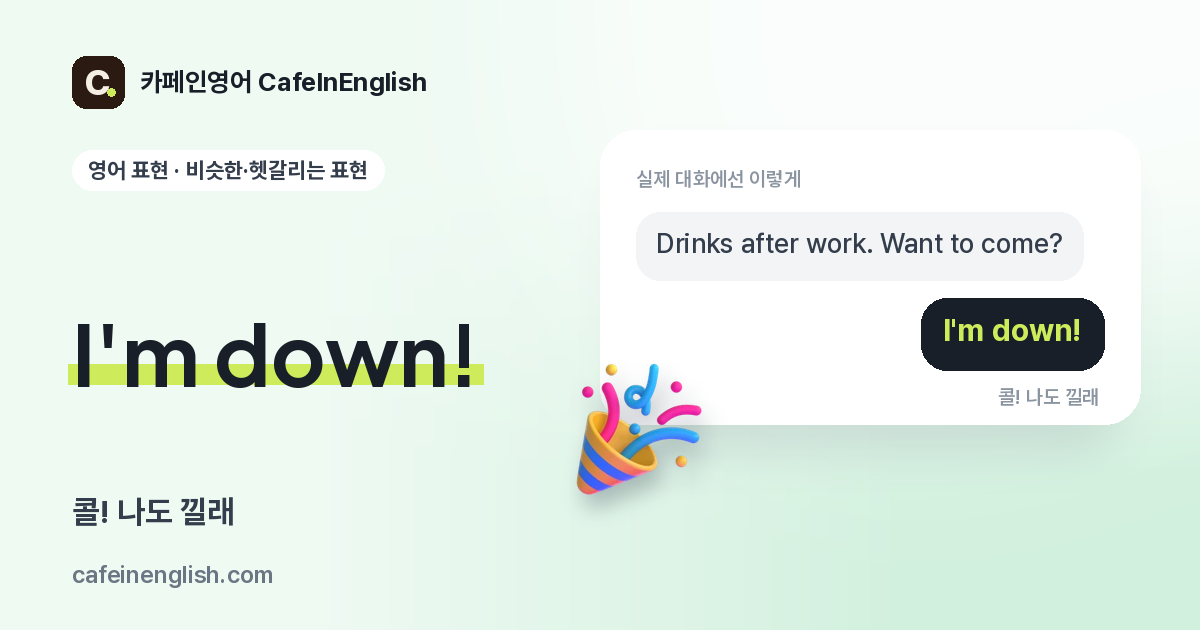 C.
카페인영어 CafeInEnglish
영어 표현 · 비슷한·헷갈리는 표현
I'm down!
콜! 나도 낄래
cafeinenglish.com
실제 대화에선 이렇게
Drinks after work. Want to come?
I'm down!
콜! 나도 낄래